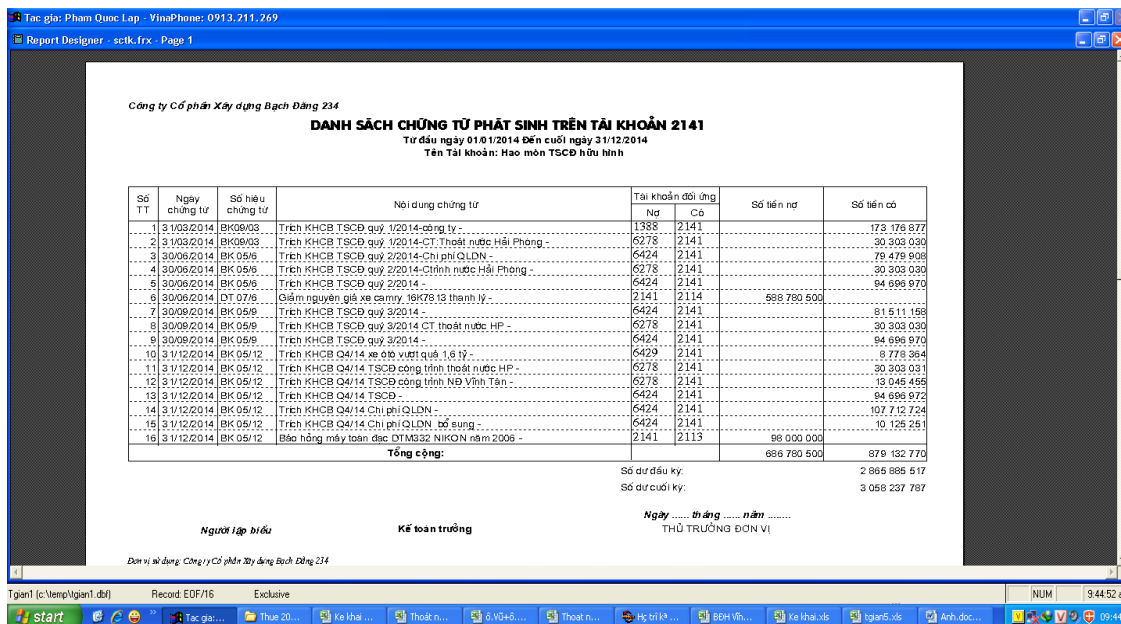 Tac gia: Pham Quoc Lap - VinaPhone: 0913.211.269
Report Designer - sctk.frx - Page 1
Công ty Cổ phần Xây dựng Bạch Đằng 234
DANH SÁCH CHỨNG TỪ PHÁT SINH TRÊN TÀI KHOẢN 2141
Từ đầu ngày 01/01/2014 Đến cuối ngày 31/12/2014
Tên Tài khoản: Hao mòn TSCĐ hữu hình
Số TT Ngày chứng từ Số hiệu chứng từ Nội dung chứng từ Tài khoản đối ứng Nợ Có Số tiền nợ Số tiền có
1 31/03/2014 BK09/03 Trích KHCB TSCĐ quý 1/2014-công ty - 1388 2141 173 176 877
2 31/03/2014 BK09/03 Trích KHCB TSCĐ quý 1/2014-CT:Thoát nước Hải Phòng - 6278 2141 30 303 030
3 30/06/2014 BK 05/6 Trích KHCB TSCĐ quý 2/2014-Chi phí QLDN - 6424 2141 79 479 908
4 30/06/2014 BK 05/6 Trích KHCB TSCĐ quý 2/2014-Ctrình nước Hải Phòng - 6278 2141 30 303 030
5 30/06/2014 BK 05/6 Trích KHCB TSCĐ quý 2/2014 - 6424 2141 94 696 970
6 30/06/2014 DT 07/6 Giảm nguyên giá xe camry 16K7813 thanh lý - 2141 2114 588 780 500
7 30/09/2014 BK 05/9 Trích KHCB TSCĐ quý 3/2014 - 6424 2141 81 511 158
8 30/09/2014 BK 05/9 Trích KHCB TSCĐ quý 3/2014 CT thoát nước HP - 6278 2141 30 303 030
9 30/09/2014 BK 05/9 Trích KHCB TSCĐ quý 3/2014 - 6424 2141 94 696 970
10 31/12/2014 BK 05/12 Trích KHCB Q4/14 xe ôtô vượt quá 1,6 tỷ - 6429 2141 8 778 364
11 31/12/2014 BK 05/12 Trích KHCB Q4/14 TSCĐ công trình thoát nước HP - 6278 2141 30 303 031
12 31/12/2014 BK 05/12 Trích KHCB Q4/14 TSCĐ công trình NĐ Vĩnh Tân - 6278 2141 13 045 455
13 31/12/2014 BK 05/12 Trích KHCB Q4/14 TSCĐ - 6424 2141 94 696 972
14 31/12/2014 BK 05/12 Trích KHCB Q4/14 Chi phí QLDN - 6424 2141 107 712 724
15 31/12/2014 BK 05/12 Trích KHCB Q4/14 Chi phí QLDN bổ sung - 6424 2141 10 125 251
16 31/12/2014 BK 05/12 Báo hỏng máy toàn đạc DTM332 NIKON năm 2006 - 2141 2113 98 000 000
Tổng cộng: 686 780 500 879 132 770
Số dư đầu kỳ: 2 865 885 517
Số dư cuối kỳ: 3 058 237 787
Ngày ...... tháng ...... năm ........
Người lập biểu Kế toán trưởng THỦ TRƯỞNG ĐƠN VỊ
Đơn vị sử dụng: Công ty Cổ phần Xây dựng Bạch Đằng 234
Tgian1 (c:\temp\tgian1.dbf) Record: EOF/16 Exclusive NUM 9:44:52 a
start Tac gia:... Thue 20... Ke khai ... Thoát n... ô.Vũ+ô... Thoat n... Hc trí kª ... BĐH Vĩh... Ke khai.xls tgian5.xls Anh.doc... 09:44